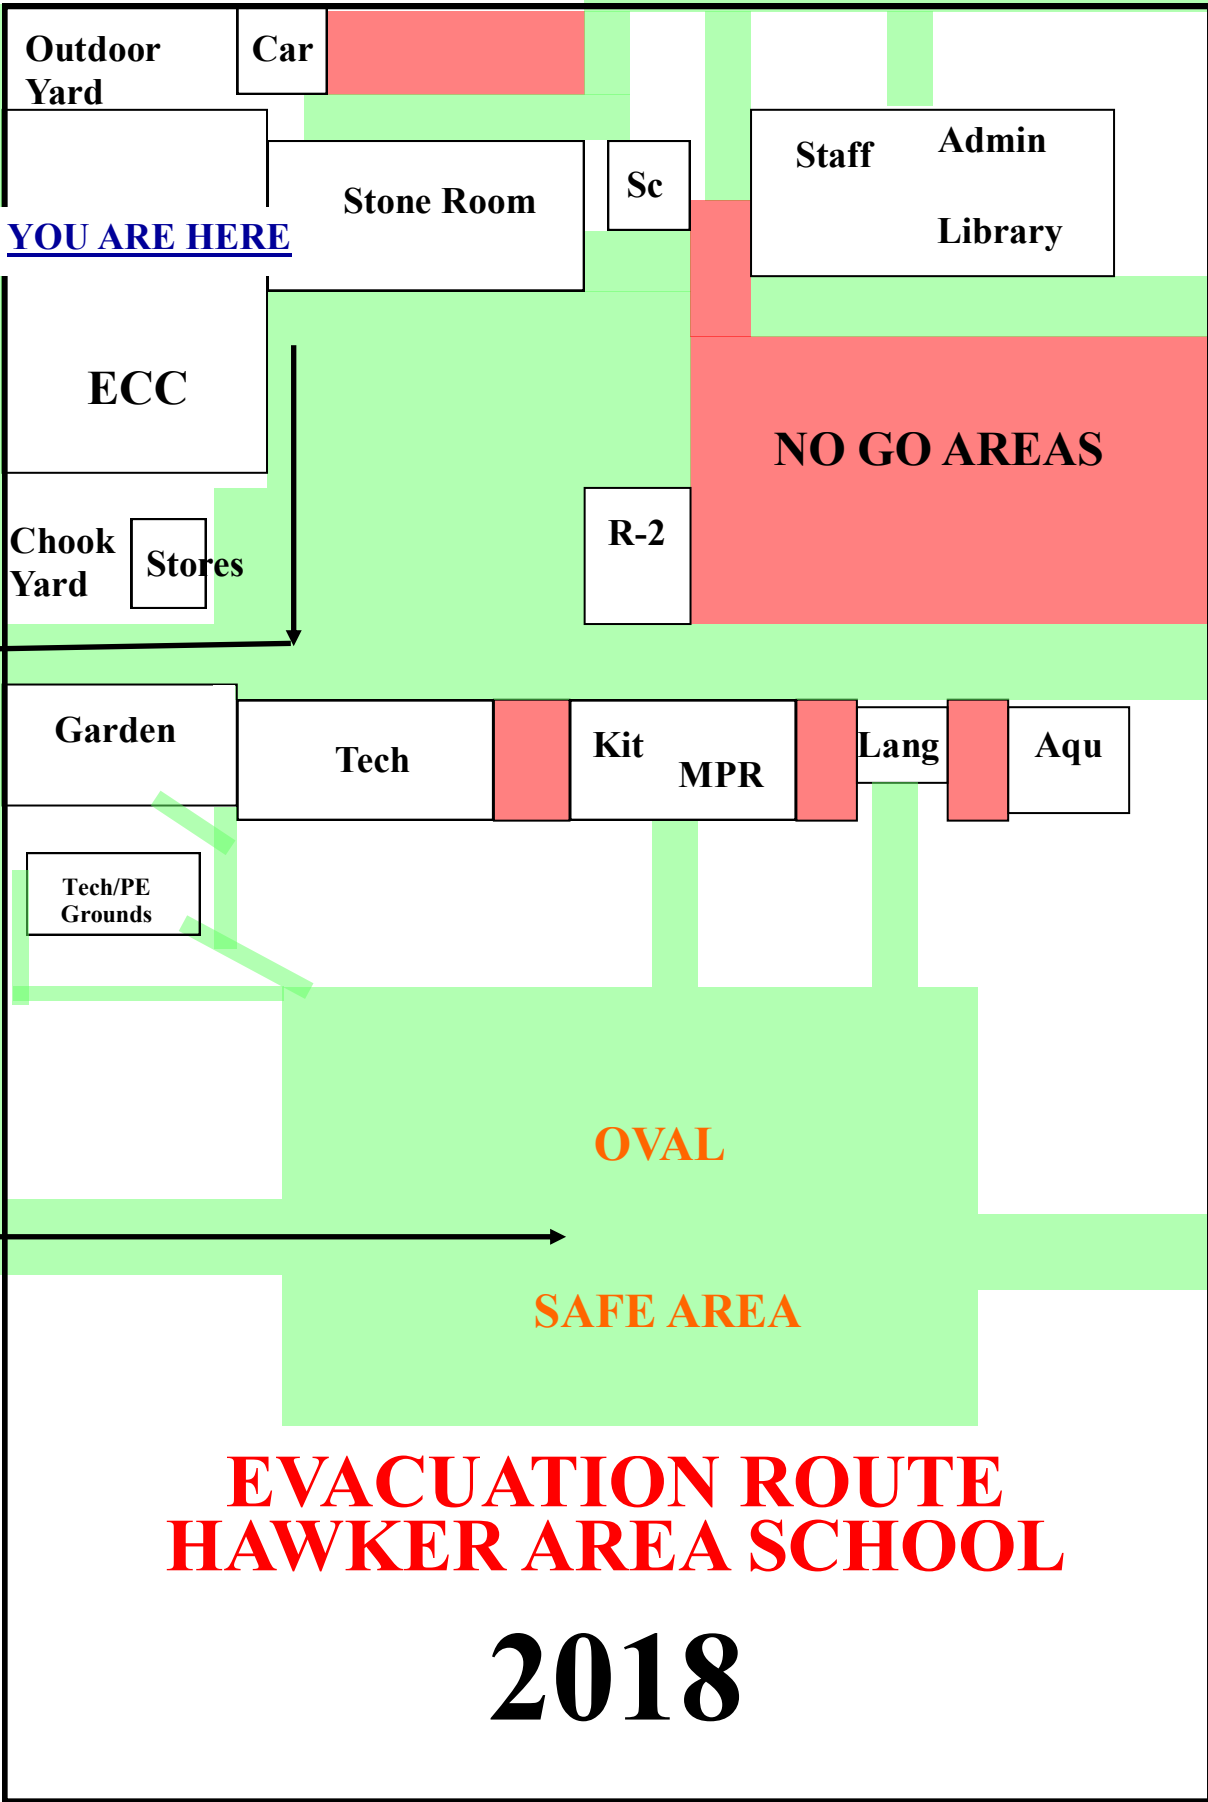 Outdoor
Yard
Car
Stone Room
Sc
Staff
Admin
Library
YOU ARE HERE
ECC
NO GO AREAS
R-2
Chook
Yard
Stores
Garden
Tech
Kit
MPR
Lang
Aqu
Tech/PE
Grounds
OVAL
SAFE AREA
EVACUATION ROUTE
HAWKER AREA SCHOOL
2018